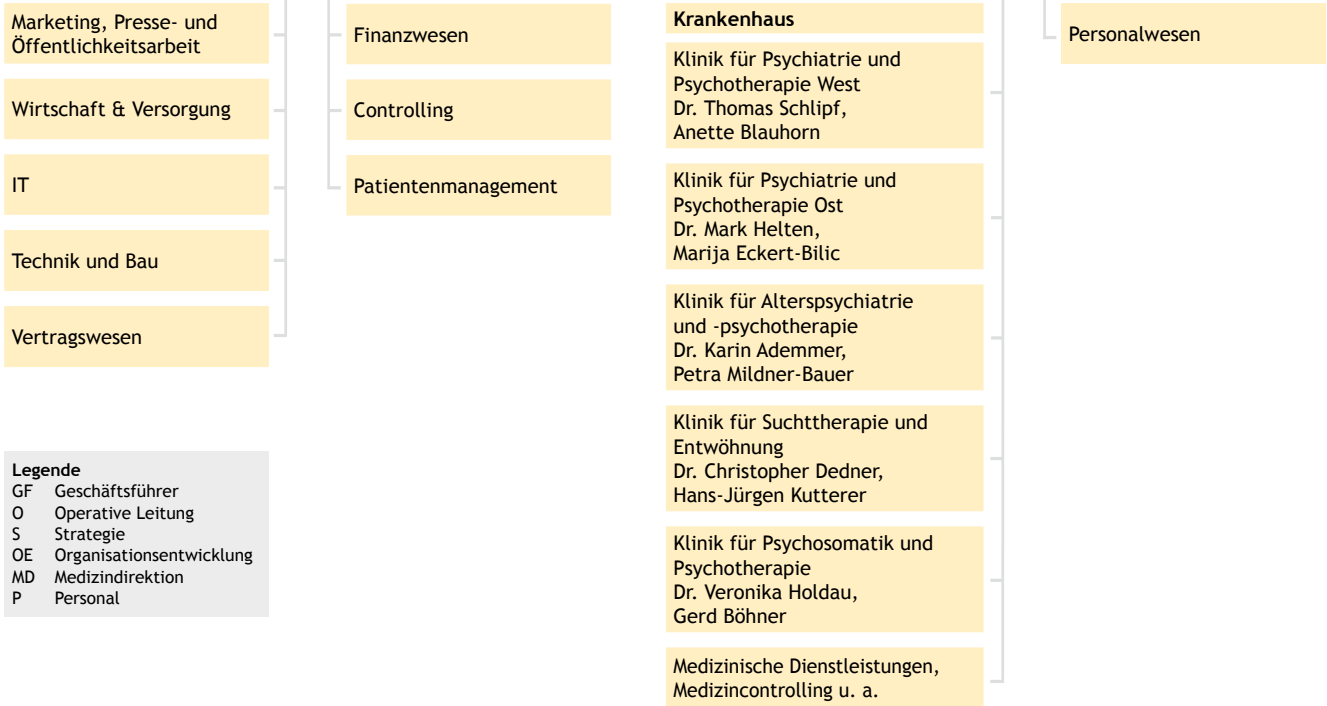 Marketing, Presse- und
Öffentlichkeitsarbeit
Wirtschaft & Versorgung
IT
Technik und Bau
Vertragswesen
Legende
GF Geschäftsführer
O Operative Leitung
S Strategie
OE Organisationsentwicklung
MD Medizindirektion
P Personal
Finanzwesen
Controlling
Patientenmanagement
Krankenhaus
Klinik für Psychiatrie und
Psychotherapie West
Dr. Thomas Schlipf,
Anette Blauhorn
Klinik für Psychiatrie und
Psychotherapie Ost
Dr. Mark Helten,
Marija Eckert-Bilic
Klinik für Alterspsychiatrie
und -psychotherapie
Dr. Karin Ademmer,
Petra Mildner-Bauer
Klinik für Suchttherapie und
Entwöhnung
Dr. Christopher Dedner,
Hans-Jürgen Kutterer
Klinik für Psychosomatik und
Psychotherapie
Dr. Veronika Holdau,
Gerd Böhner
Medizinische Dienstleistungen,
Medizincontrolling u. a.
Personalwesen